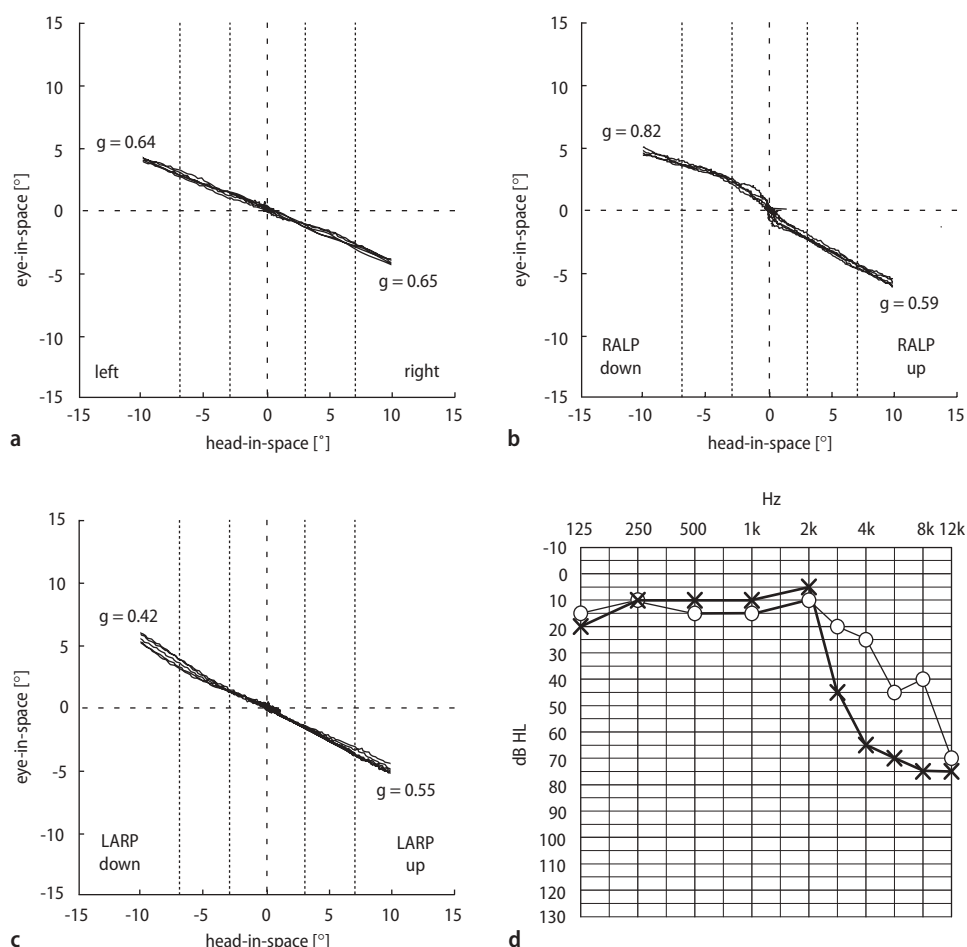 15
10
5
0
-5
-10
-15
eye-in-space [°]
g = 0.64
g = 0.65
left
right
-15 -10 -5 0 5 10 15
head-in-space [°]
a
15
10
5
0
-5
-10
-15
eye-in-space [°]
g = 0.82
g = 0.59
RALP
down
RALP
up
-15 -10 -5 0 5 10 15
head-in-space [°]
b
15
10
5
0
-5
-10
-15
eye-in-space [°]
g = 0.42
g = 0.55
LARP
down
LARP
up
-15 -10 -5 0 5 10 15
head-in-space [°]
c
Hz
125 250 500 1k 2k 4k 8k 12k
-10
0
10
20
30
40
50
60
70
80
90
100
110
120
130
dB HL
d